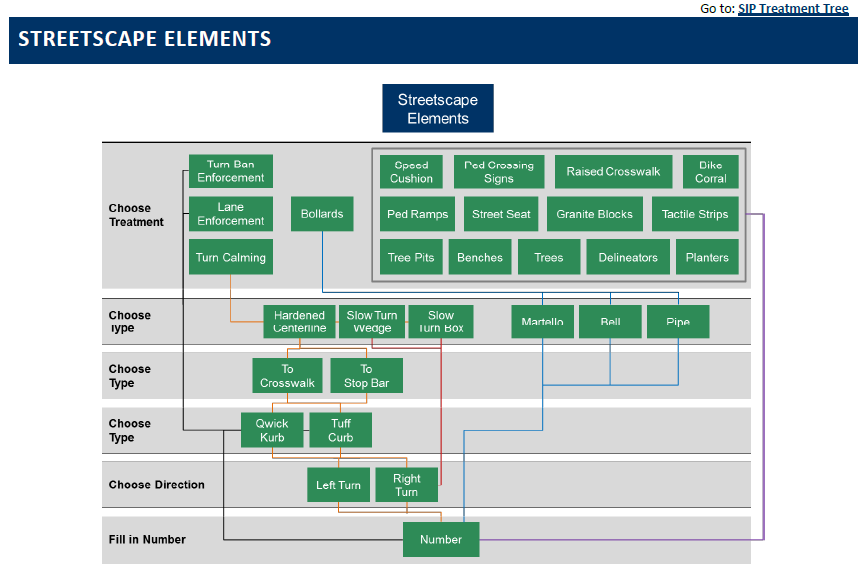 Go to: SIP Treatment Tree
STREETSCAPE ELEMENTS
Streetscape
Elements
Choose
Treatment
Turn Ban
Enforcement
Lane
Enforcement
Turn Calming
Bollards
Speed
Cushion
Ped Crossing
Signs
Raised Crosswalk
Bike
Corral
Ped Ramps
Street Seat
Granite Blocks
Tactile Strips
Tree Pits
Benches
Trees
Delineators
Planters
Choose
Type
Hardened
Centerline
Slow Turn
Wedge
Slow
Turn Box
Martello
Bell
Pipe
Choose
Type
To
Crosswalk
To
Stop Bar
Choose
Type
Qwick
Kurb
Tuff
Curb
Choose Direction
Left Turn
Right
Turn
Fill in Number
Number